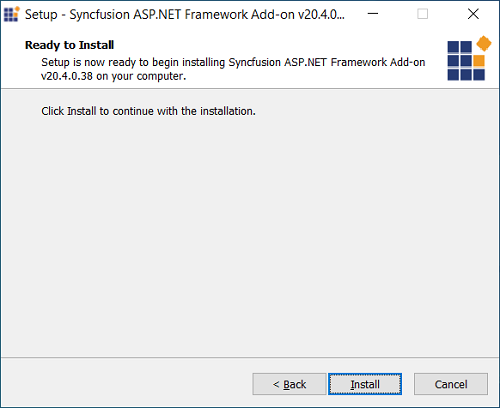 Setup - Syncfusion ASP.NET Framework Add-on v20.4.0...
Ready to Install
Setup is now ready to begin installing Syncfusion ASP.NET Framework Add-on
v20.4.0.38 on your computer.
Click Install to continue with the installation.
< Back
Install
Cancel